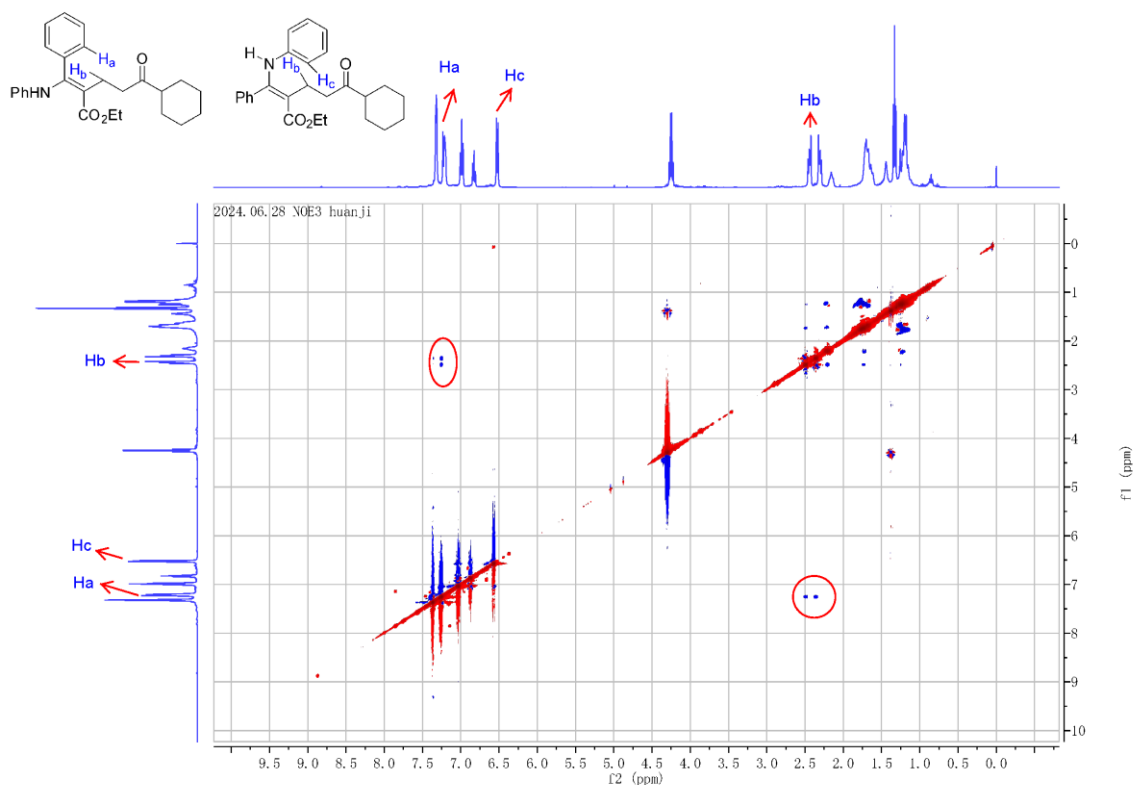 Ha
Hb
O
PhHN
CO2Et
H
N
Hb
Hc
O
Ph
CO2Et
Ha
Hc
Hb
2024.06.28 NOE3 huanji
Hb
Hc
Ha
0
1
2
3
4
5
6
7
8
9
10
f1 (ppm)
9.5 9.0 8.5 8.0 7.5 7.0 6.5 6.0 5.5 5.0 4.5 4.0 3.5 3.0 2.5 2.0 1.5 1.0 0.5 0.0
f2 (ppm)